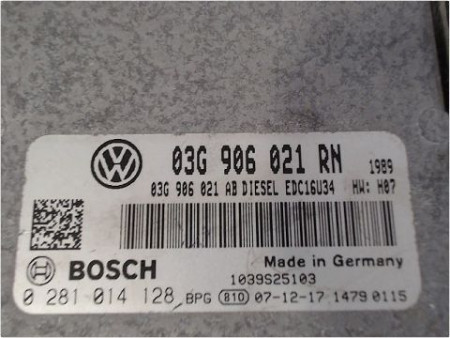 03G 906 021 RN 1989
03G 906 021 AB DIESEL EDC16U34 HW: H07
BOSCH
Made in Germany
1039S25103
0 281 014 128 BPG 810 07-12-17 1479 0115